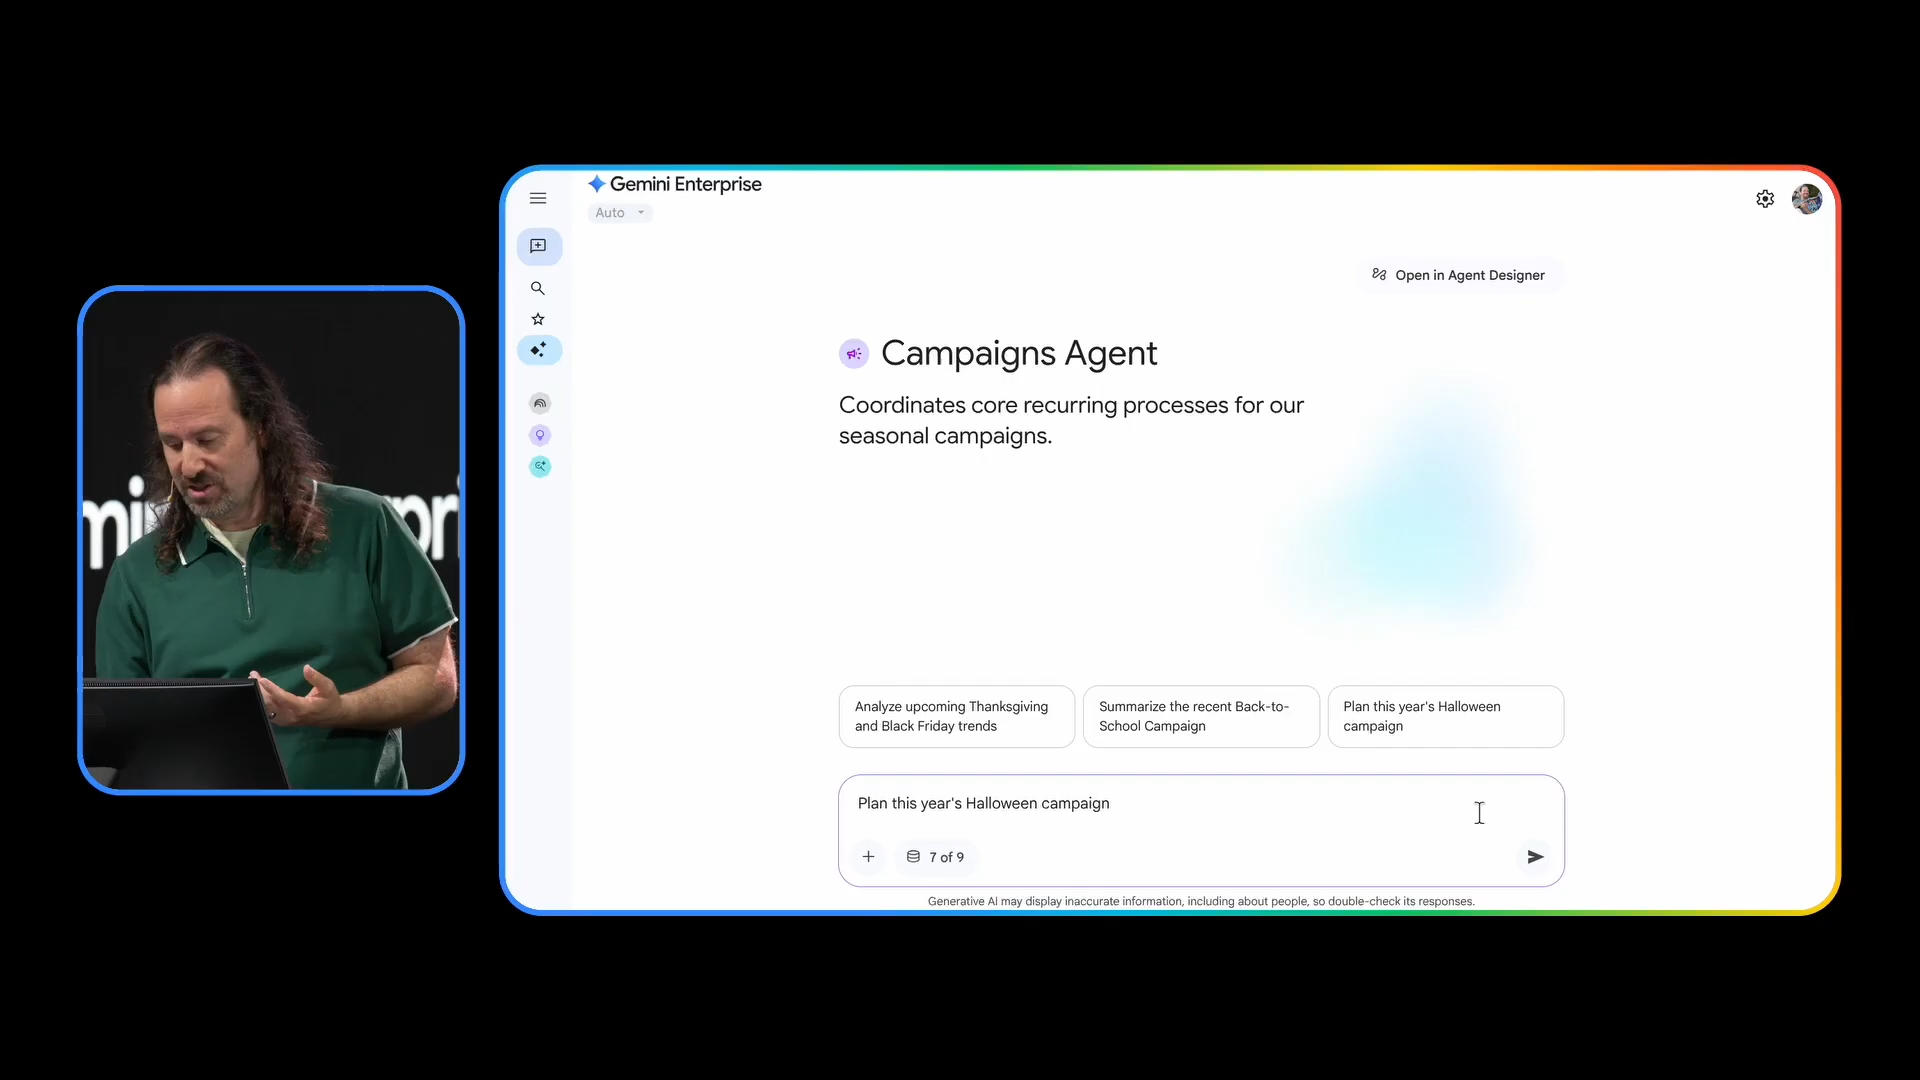 Gemini Enterprise
Auto
Open in Agent Designer
Campaigns Agent
Coordinates core recurring processes for our
seasonal campaigns.
Analyze upcoming Thanksgiving
and Black Friday trends
Summarize the recent Back-to-
School Campaign
Plan this year's Halloween
campaign
Plan this year's Halloween campaign
7 of 9
Generative AI may display inaccurate information, including about people, so double-check its responses.